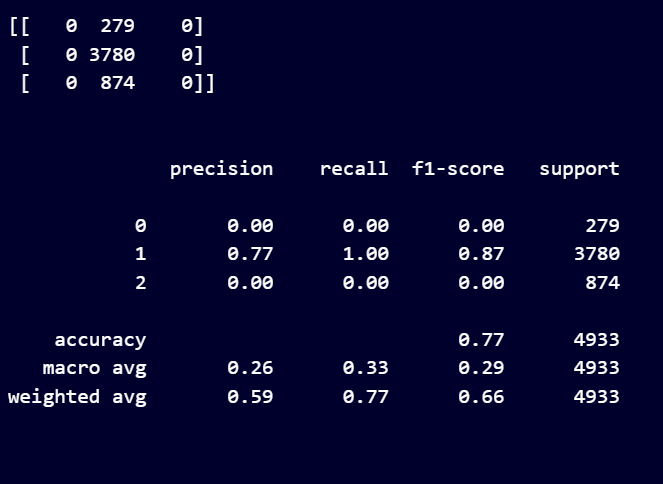 [[   0  279    0]
 [   0 3780    0]
 [   0  874    0]]
              precision    recall  f1-score   support
           0       0.00      0.00      0.00       279
           1       0.77      1.00      0.87      3780
           2       0.00      0.00      0.00       874
    accuracy                           0.77      4933
   macro avg       0.26      0.33      0.29      4933
weighted avg       0.59      0.77      0.66      4933